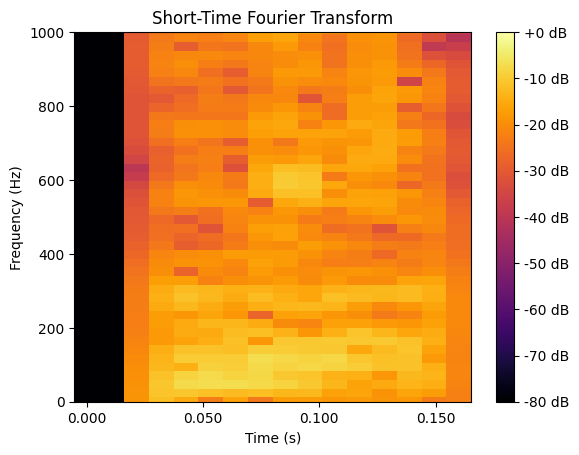 Short-Time Fourier Transform
1000
800
600
400
200
0
Frequency (Hz)
0.000
0.050
0.100
0.150
Time (s)
+0 dB
-10 dB
-20 dB
-30 dB
-40 dB
-50 dB
-60 dB
-70 dB
-80 dB